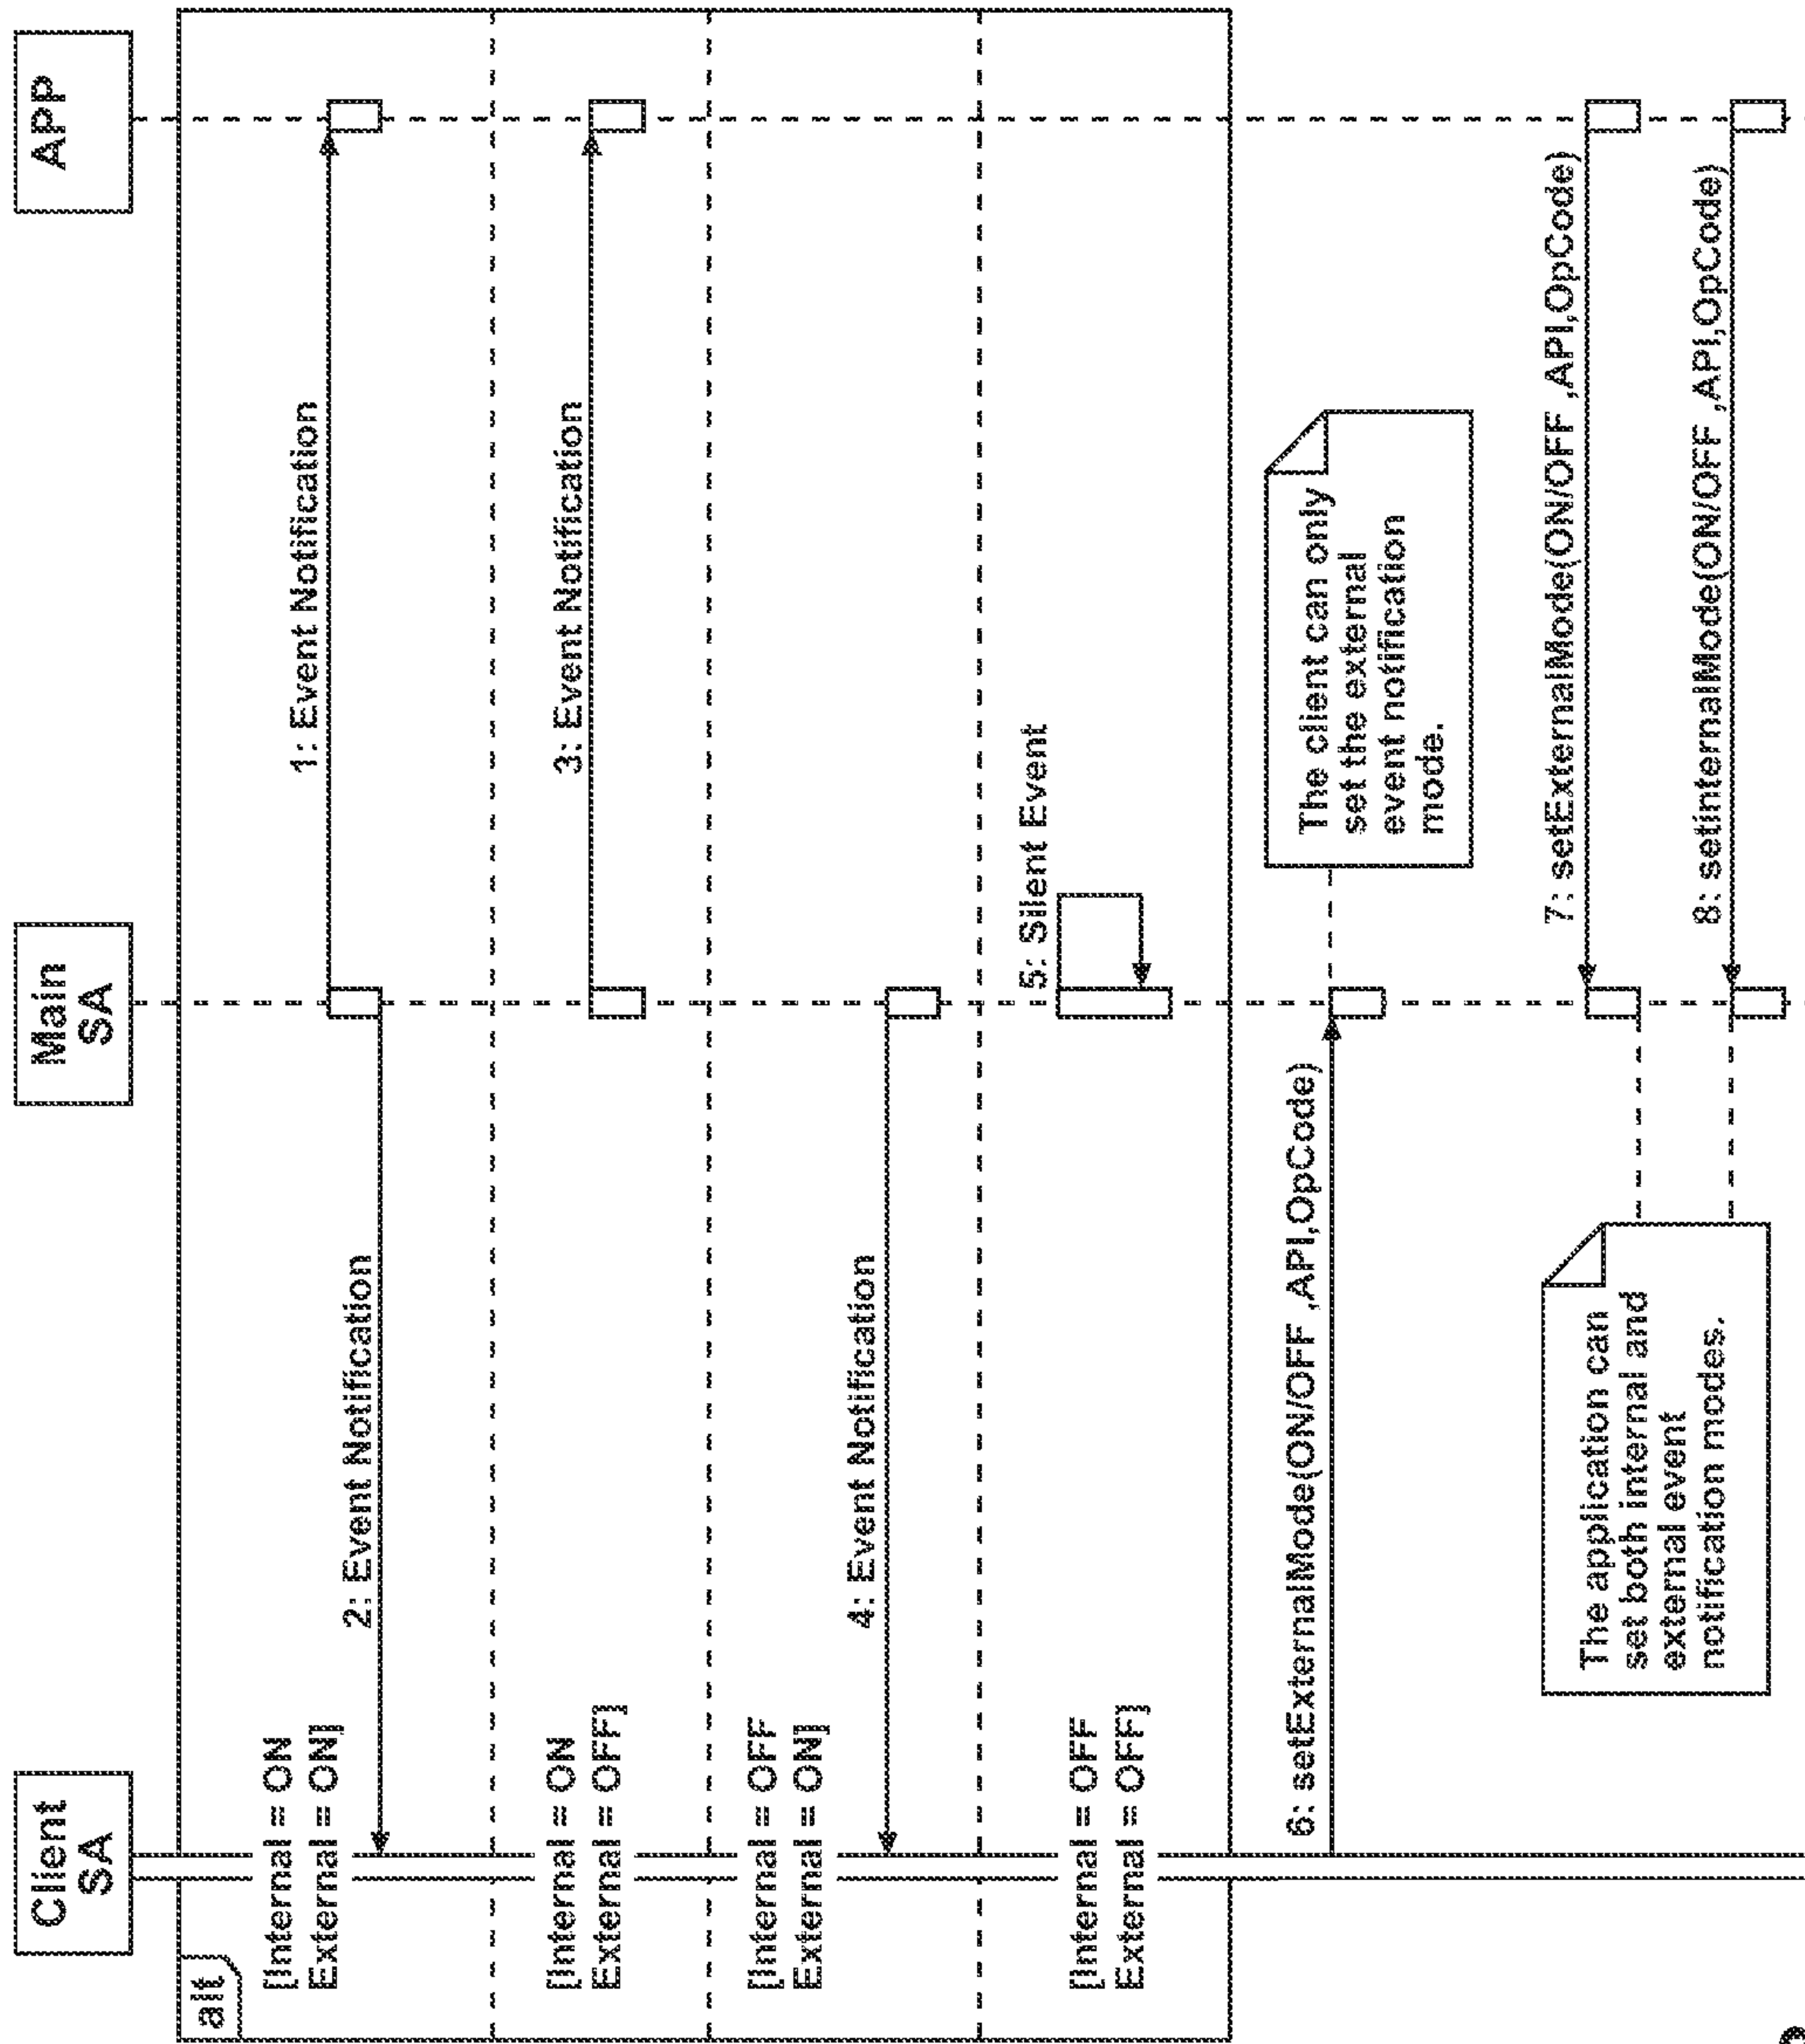 Client
SA
Main
SA
APP
alt
[Internal = ON
External = ON]
1: Event Notification
2: Event Notification
[Internal = ON
External = OFF]
3: Event Notification
[Internal = OFF
External = ON]
4: Event Notification
[Internal = OFF
External = OFF]
5: Silent Event
6: setExternalMode(ON/OFF ,API,OpCode)
The client can only
set the external
event notification
mode.
7: setExternalMode(ON/OFF ,API,OpCode)
The application can
set both internal and
external event
notification modes.
8: setinternalMode(ON/OFF ,API,OpCode)